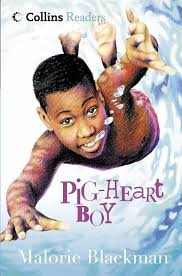 Collins Readers
PIG-HEART
BOY
Malorie Blackman